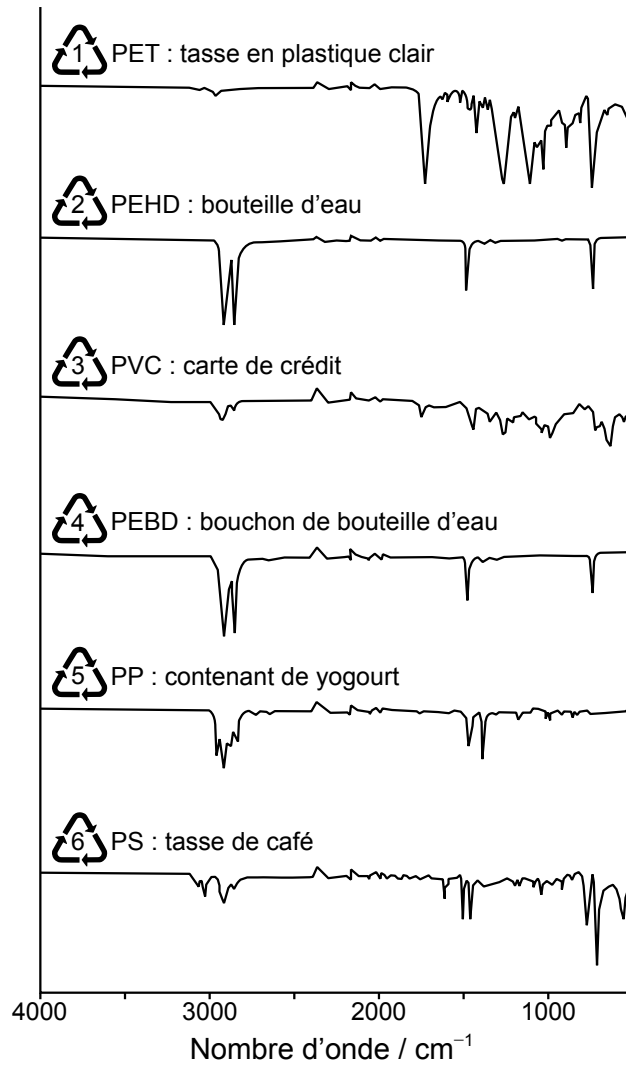 1 PET : tasse en plastique clair
2 PEHD : bouteille d'eau
3 PVC : carte de crédit
4 PEBD : bouchon de bouteille d'eau
5 PP : contenant de yogourt
6 PS : tasse de café
4000 3000 2000 1000
Nombre d'onde / cm⁻¹